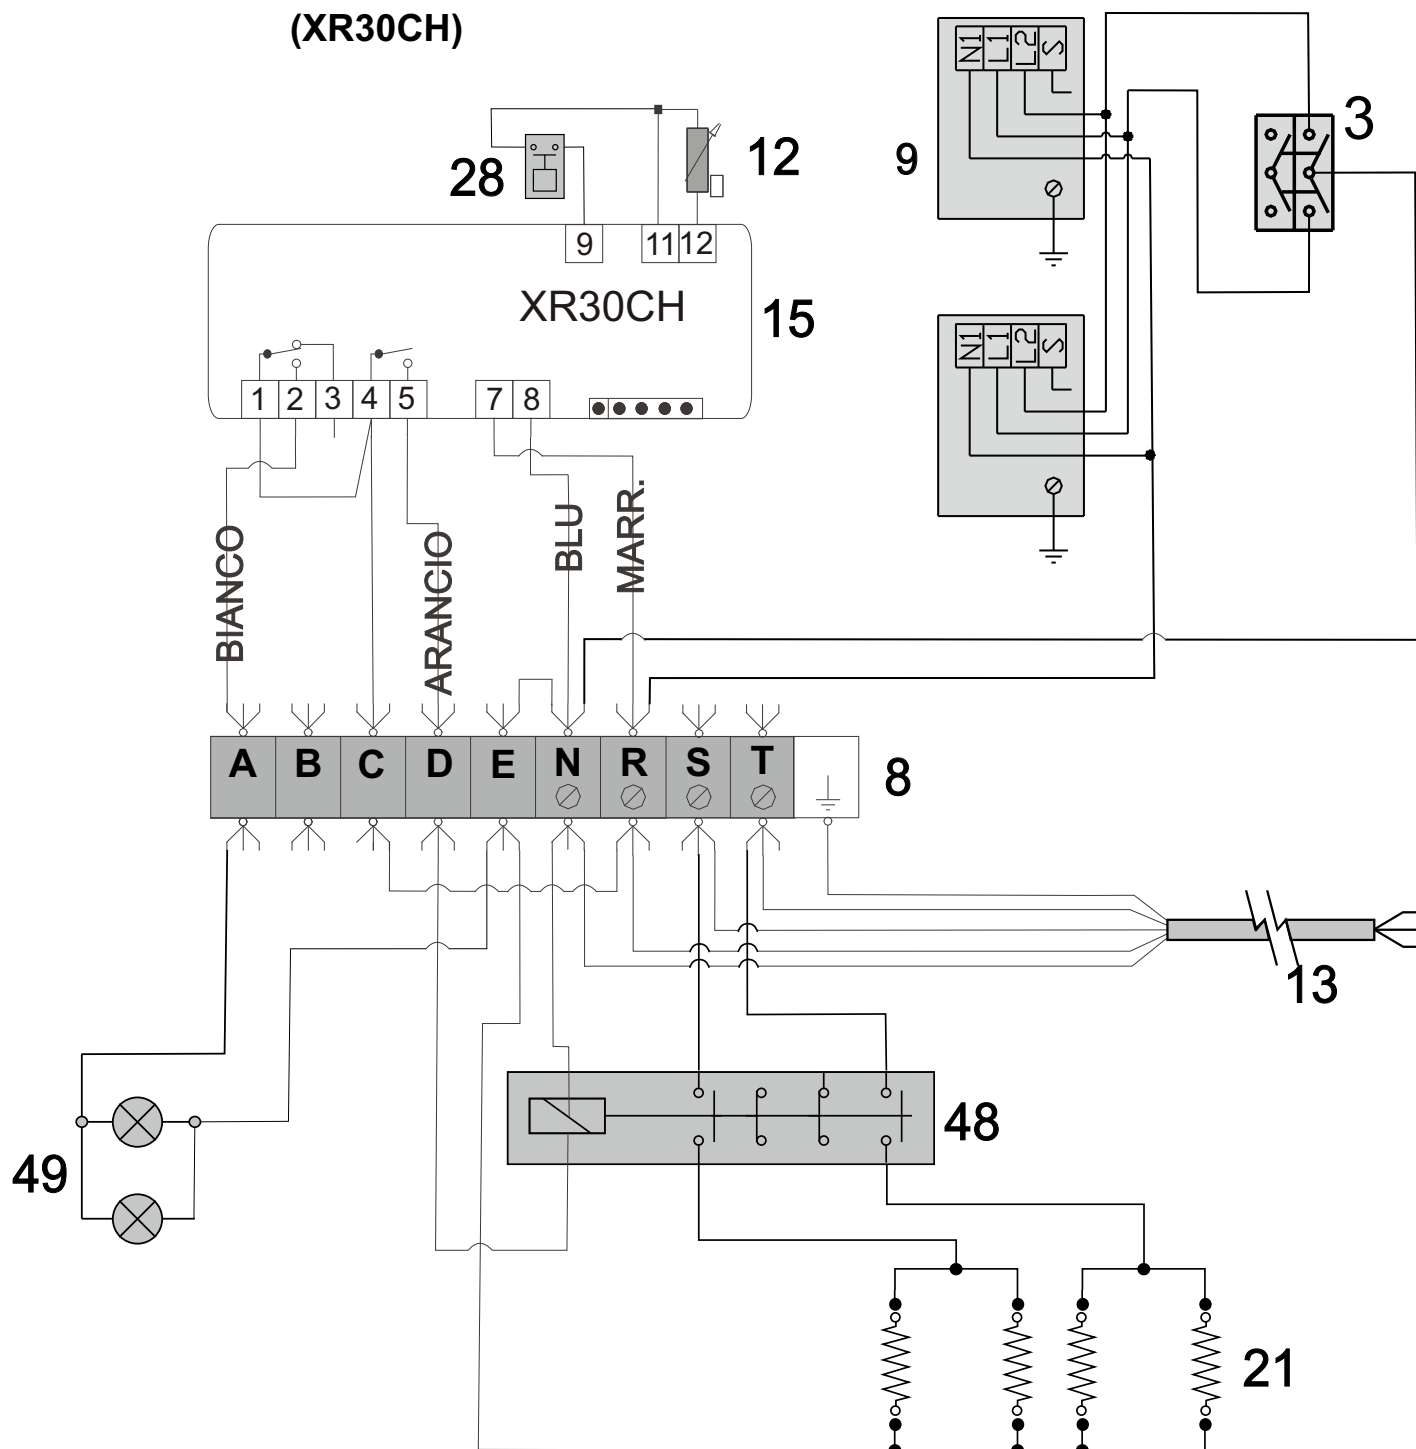 (XR30CH)
N1 L1 L2 S
3
9
28
12
9 11 12
XR30CH
15
N1 L1 L2 S
1 2 3 4 5 7 8
BIANCO
ARANCIO
BLU
MARR.
A B C D E N R S T
8
13
48
49
21